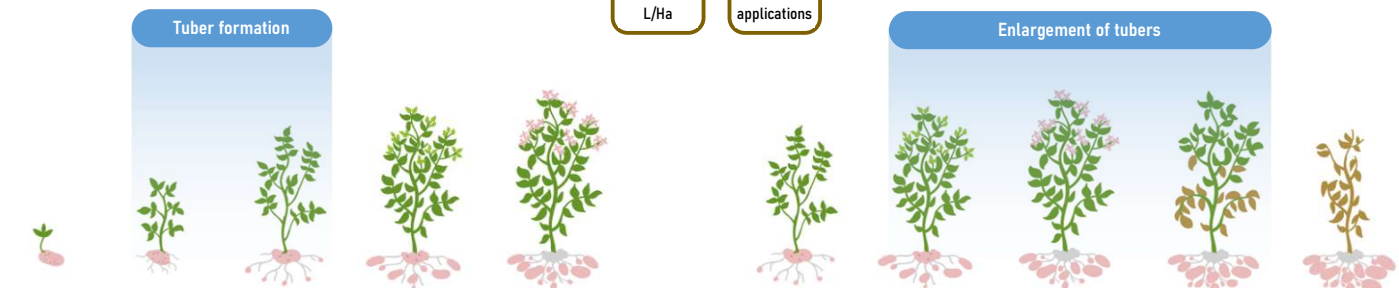 L/Ha
applications
Tuber formation
Enlargement of tubers